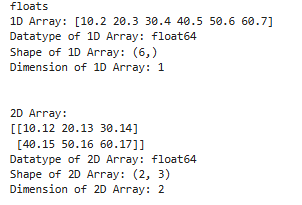 floats
1D Array: [10.2 20.3 30.4 40.5 50.6 60.7]
Datatype of 1D Array: float64
Shape of 1D Array: (6,)
Dimension of 1D Array: 1
2D Array:
[[10.12 20.13 30.14]
 [40.15 50.16 60.17]]
Datatype of 2D Array: float64
Shape of 2D Array: (2, 3)
Dimension of 2D Array: 2